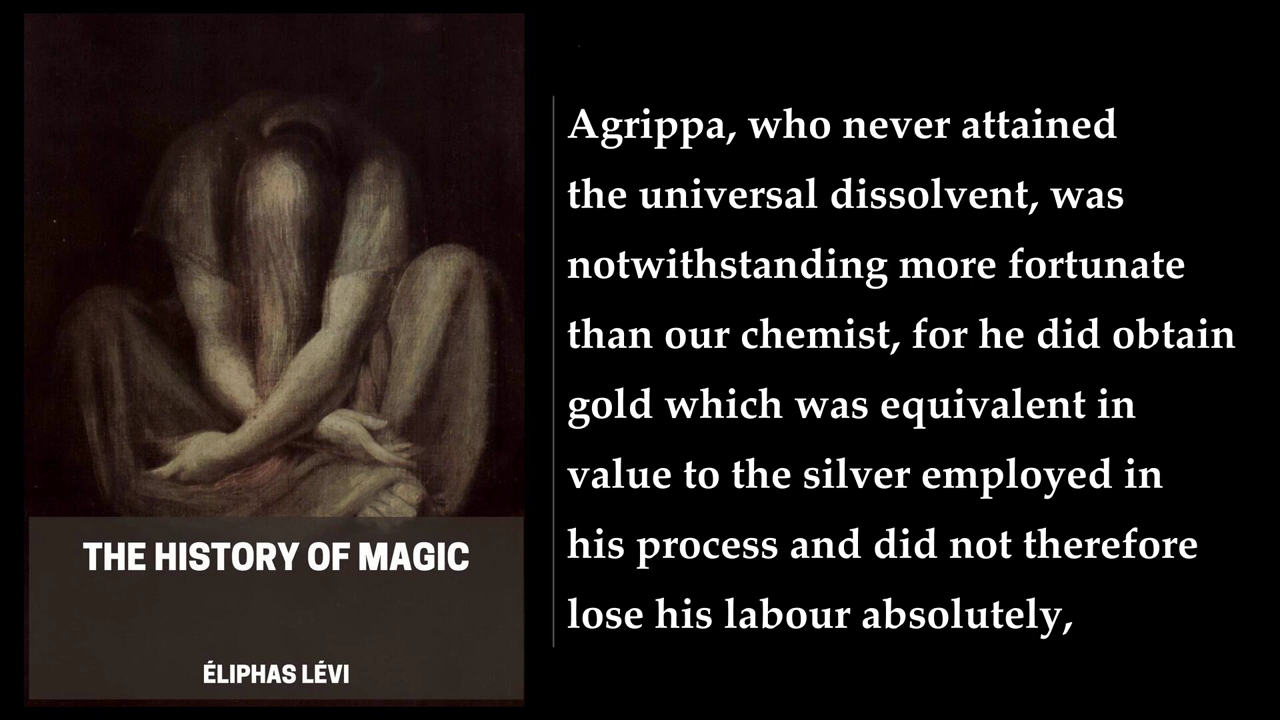 THE HISTORY OF MAGIC
ÉLIPHAS LÉVI
Agrippa, who never attained
the universal dissolvent, was
notwithstanding more fortunate
than our chemist, for he did obtain
gold which was equivalent in
value to the silver employed in
his process and did not therefore
lose his labour absolutely,